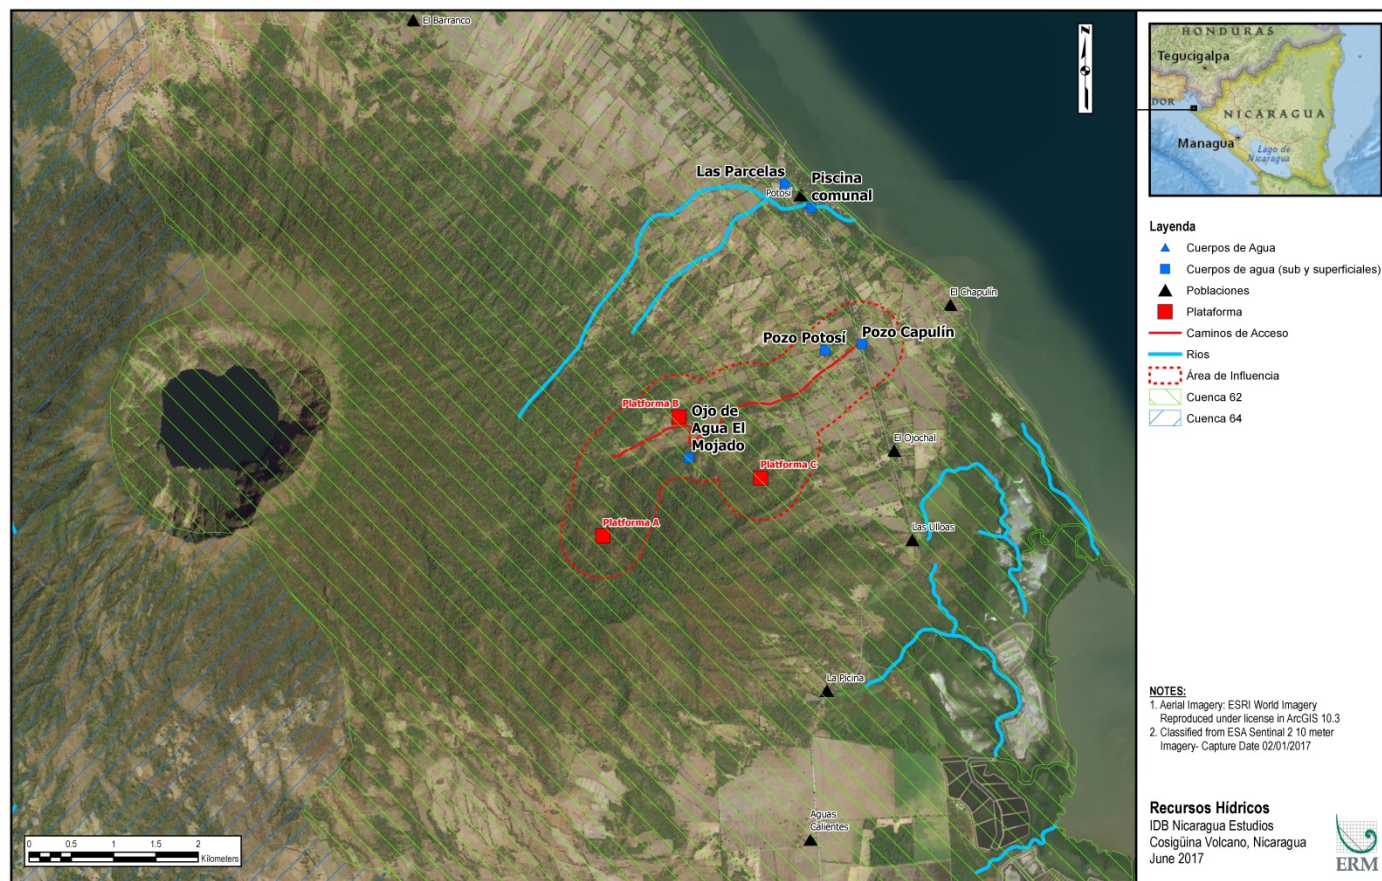 El Barranco
N
Las Parcelas
Potosí
Piscina
comunal
El Chapulín
Pozo Potosí
Pozo Capulín
Platforma B
Ojo de
Agua El
Mojado
El Ojochal
Platforma C
Platforma A
Las Ulloas
La Picina
Aguas
Calientes
0 0.5 1 1.5 2
Kilometers
HONDURAS
Tegucigalpa
DOR
NICARAGUA
Managua
Lago de
Nicaragua
Layenda
Cuerpos de Agua
Cuerpos de agua (sub y superficiales)
Poblaciones
Plataforma
Caminos de Acceso
Rios
Área de Influencia
Cuenca 62
Cuenca 64
NOTES:
1. Aerial Imagery: ESRI World Imagery
Reproduced under license in ArcGIS 10.3
2. Classified from ESA Sentinal 2 10 meter
Imagery- Capture Date 02/01/2017
Recursos Hídricos
IDB Nicaragua Estudios
Cosigüina Volcano, Nicaragua
June 2017
ERM